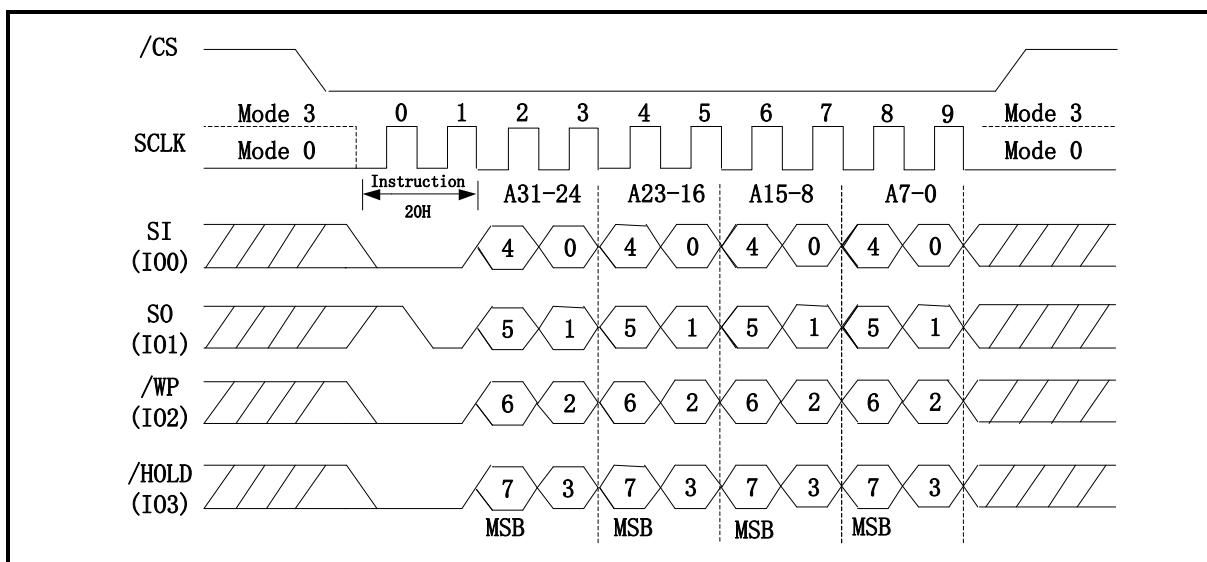 /CS
Mode 3 0 1 2 3 4 5 6 7 8 9 Mode 3
SCLK
Mode 0 Mode 0
Instruction
20H
A31-24 A23-16 A15-8 A7-0
SI
(IO0)
4 0 4 0 4 0 4 0
SO
(IO1)
5 1 5 1 5 1 5 1
/WP
(IO2)
6 2 6 2 6 2 6 2
/HOLD
(IO3)
7 3 7 3 7 3 7 3
MSB MSB MSB MSB